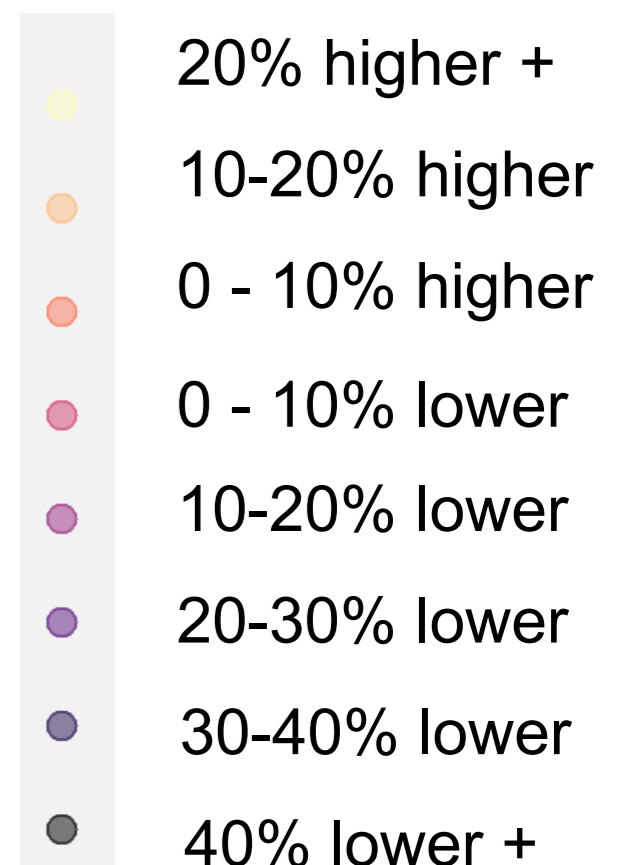 20% higher +
10-20% higher
0 - 10% higher
0 - 10% lower
10-20% lower
20-30% lower
30-40% lower
40% lower +